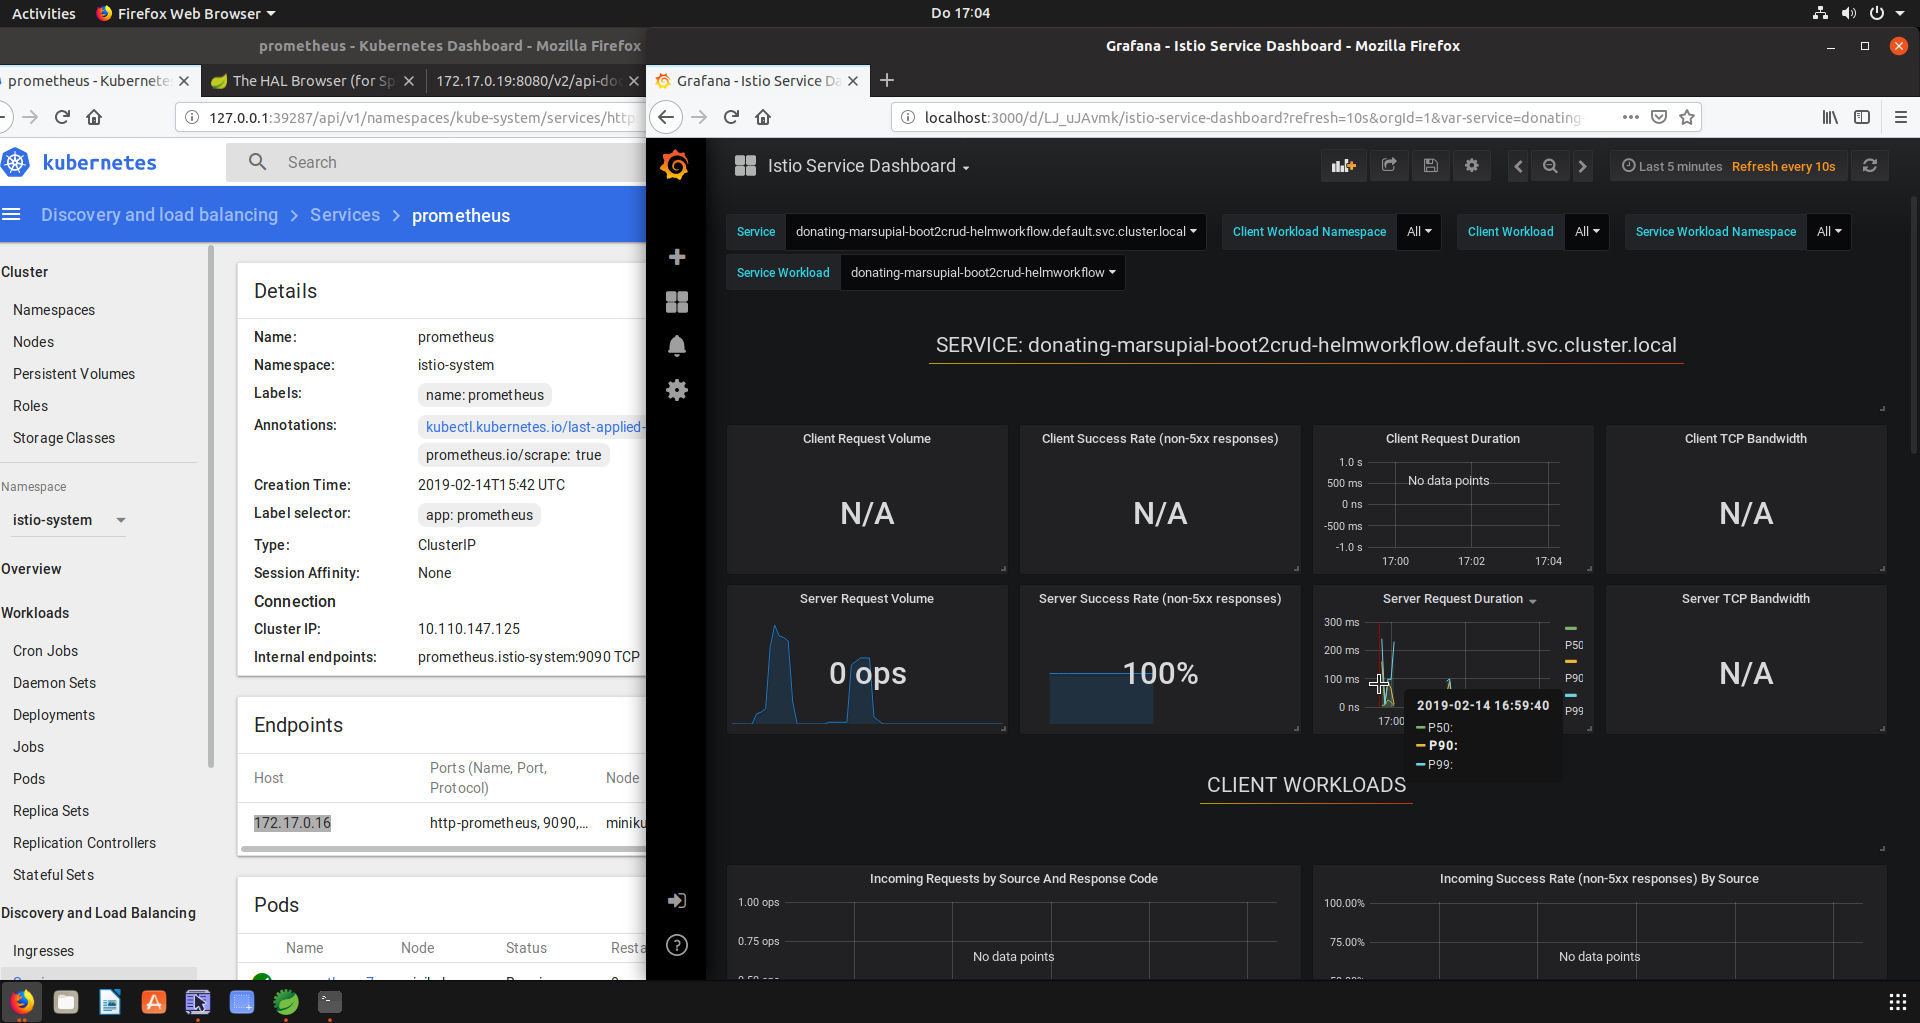 Activities
Firefox Web Browser
Do 17:04
prometheus - Kubernetes Dashboard - Mozilla Firefox
prometheus - Kubernete
The HAL Browser (for Sp
172.17.0.19:8080/v2/api-doc
127.0.0.1:39287/api/v1/namespaces/kube-system/services/http
kubernetes
Search
Discovery and load balancing
Services
prometheus
Cluster
Namespaces
Nodes
Persistent Volumes
Roles
Storage Classes
Namespace
istio-system
Overview
Workloads
Cron Jobs
Daemon Sets
Deployments
Jobs
Pods
Replica Sets
Replication Controllers
Stateful Sets
Discovery and Load Balancing
Ingresses
Details
Name: prometheus
Namespace: istio-system
Labels: name: prometheus
Annotations: kubectl.kubernetes.io/last-applied-
prometheus.io/scrape: true
Creation Time: 2019-02-14T15:42 UTC
Label selector: app: prometheus
Type: ClusterIP
Session Affinity: None
Connection
Cluster IP: 10.110.147.125
Internal endpoints: prometheus.istio-system:9090 TCP
Endpoints
Host
Ports (Name, Port, Protocol)
Node
172.17.0.16
http-prometheus, 9090,...
miniku
Pods
Name
Node
Status
Resta
Grafana - Istio Service Dashboard - Mozilla Firefox
Grafana - Istio Service Da
localhost:3000/d/LJ_uJAvmk/istio-service-dashboard?refresh=10s&orgId=1&var-service=donating-
Istio Service Dashboard
Last 5 minutes
Refresh every 10s
Service
donating-marsupial-boot2crud-helmworkflow.default.svc.cluster.local
Client Workload Namespace
All
Client Workload
All
Service Workload Namespace
All
Service Workload
donating-marsupial-boot2crud-helmworkflow
SERVICE: donating-marsupial-boot2crud-helmworkflow.default.svc.cluster.local
Client Request Volume
N/A
Client Success Rate (non-5xx responses)
N/A
Client Request Duration
1.0 s
500 ms
0 ns
-500 ms
-1.0 s
No data points
17:00
17:02
17:04
Client TCP Bandwidth
N/A
Server Request Volume
0 ops
Server Success Rate (non-5xx responses)
100%
Server Request Duration
300 ms
200 ms
100 ms
0 ns
17:00
P50
P90
P99
2019-02-14 16:59:40
P50:
P90:
P99:
Server TCP Bandwidth
N/A
CLIENT WORKLOADS
Incoming Requests by Source And Response Code
1.00 ops
0.75 ops
No data points
Incoming Success Rate (non-5xx responses) By Source
100.00%
75.00%
No data points